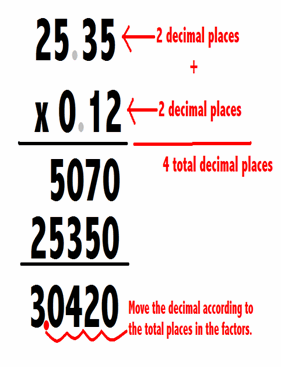 25.35 2 decimal places
+
x 0.12 2 decimal places
4 total decimal places
5070
25350
3.0420 Move the decimal according to
the total places in the factors.